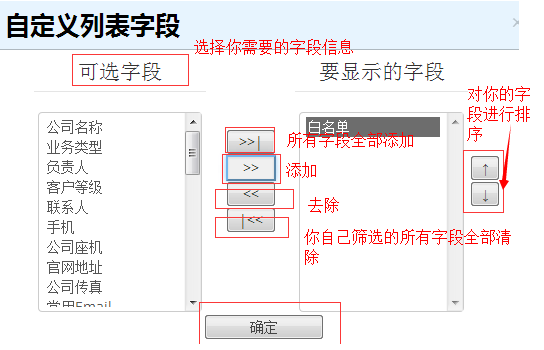 自定义列表字段
×
选择你需要的字段信息
可选字段
要显示的字段
对你的字
段进行排
序
公司名称
业务类型
负责人
客户等级
联系人
手机
公司座机
官网地址
公司传真
常用Email
>>|
所有字段全部添加
>>
添加
<<
去除
|<<
你自己筛选的所有字段全部清
除
白名单
↑
↓
确定